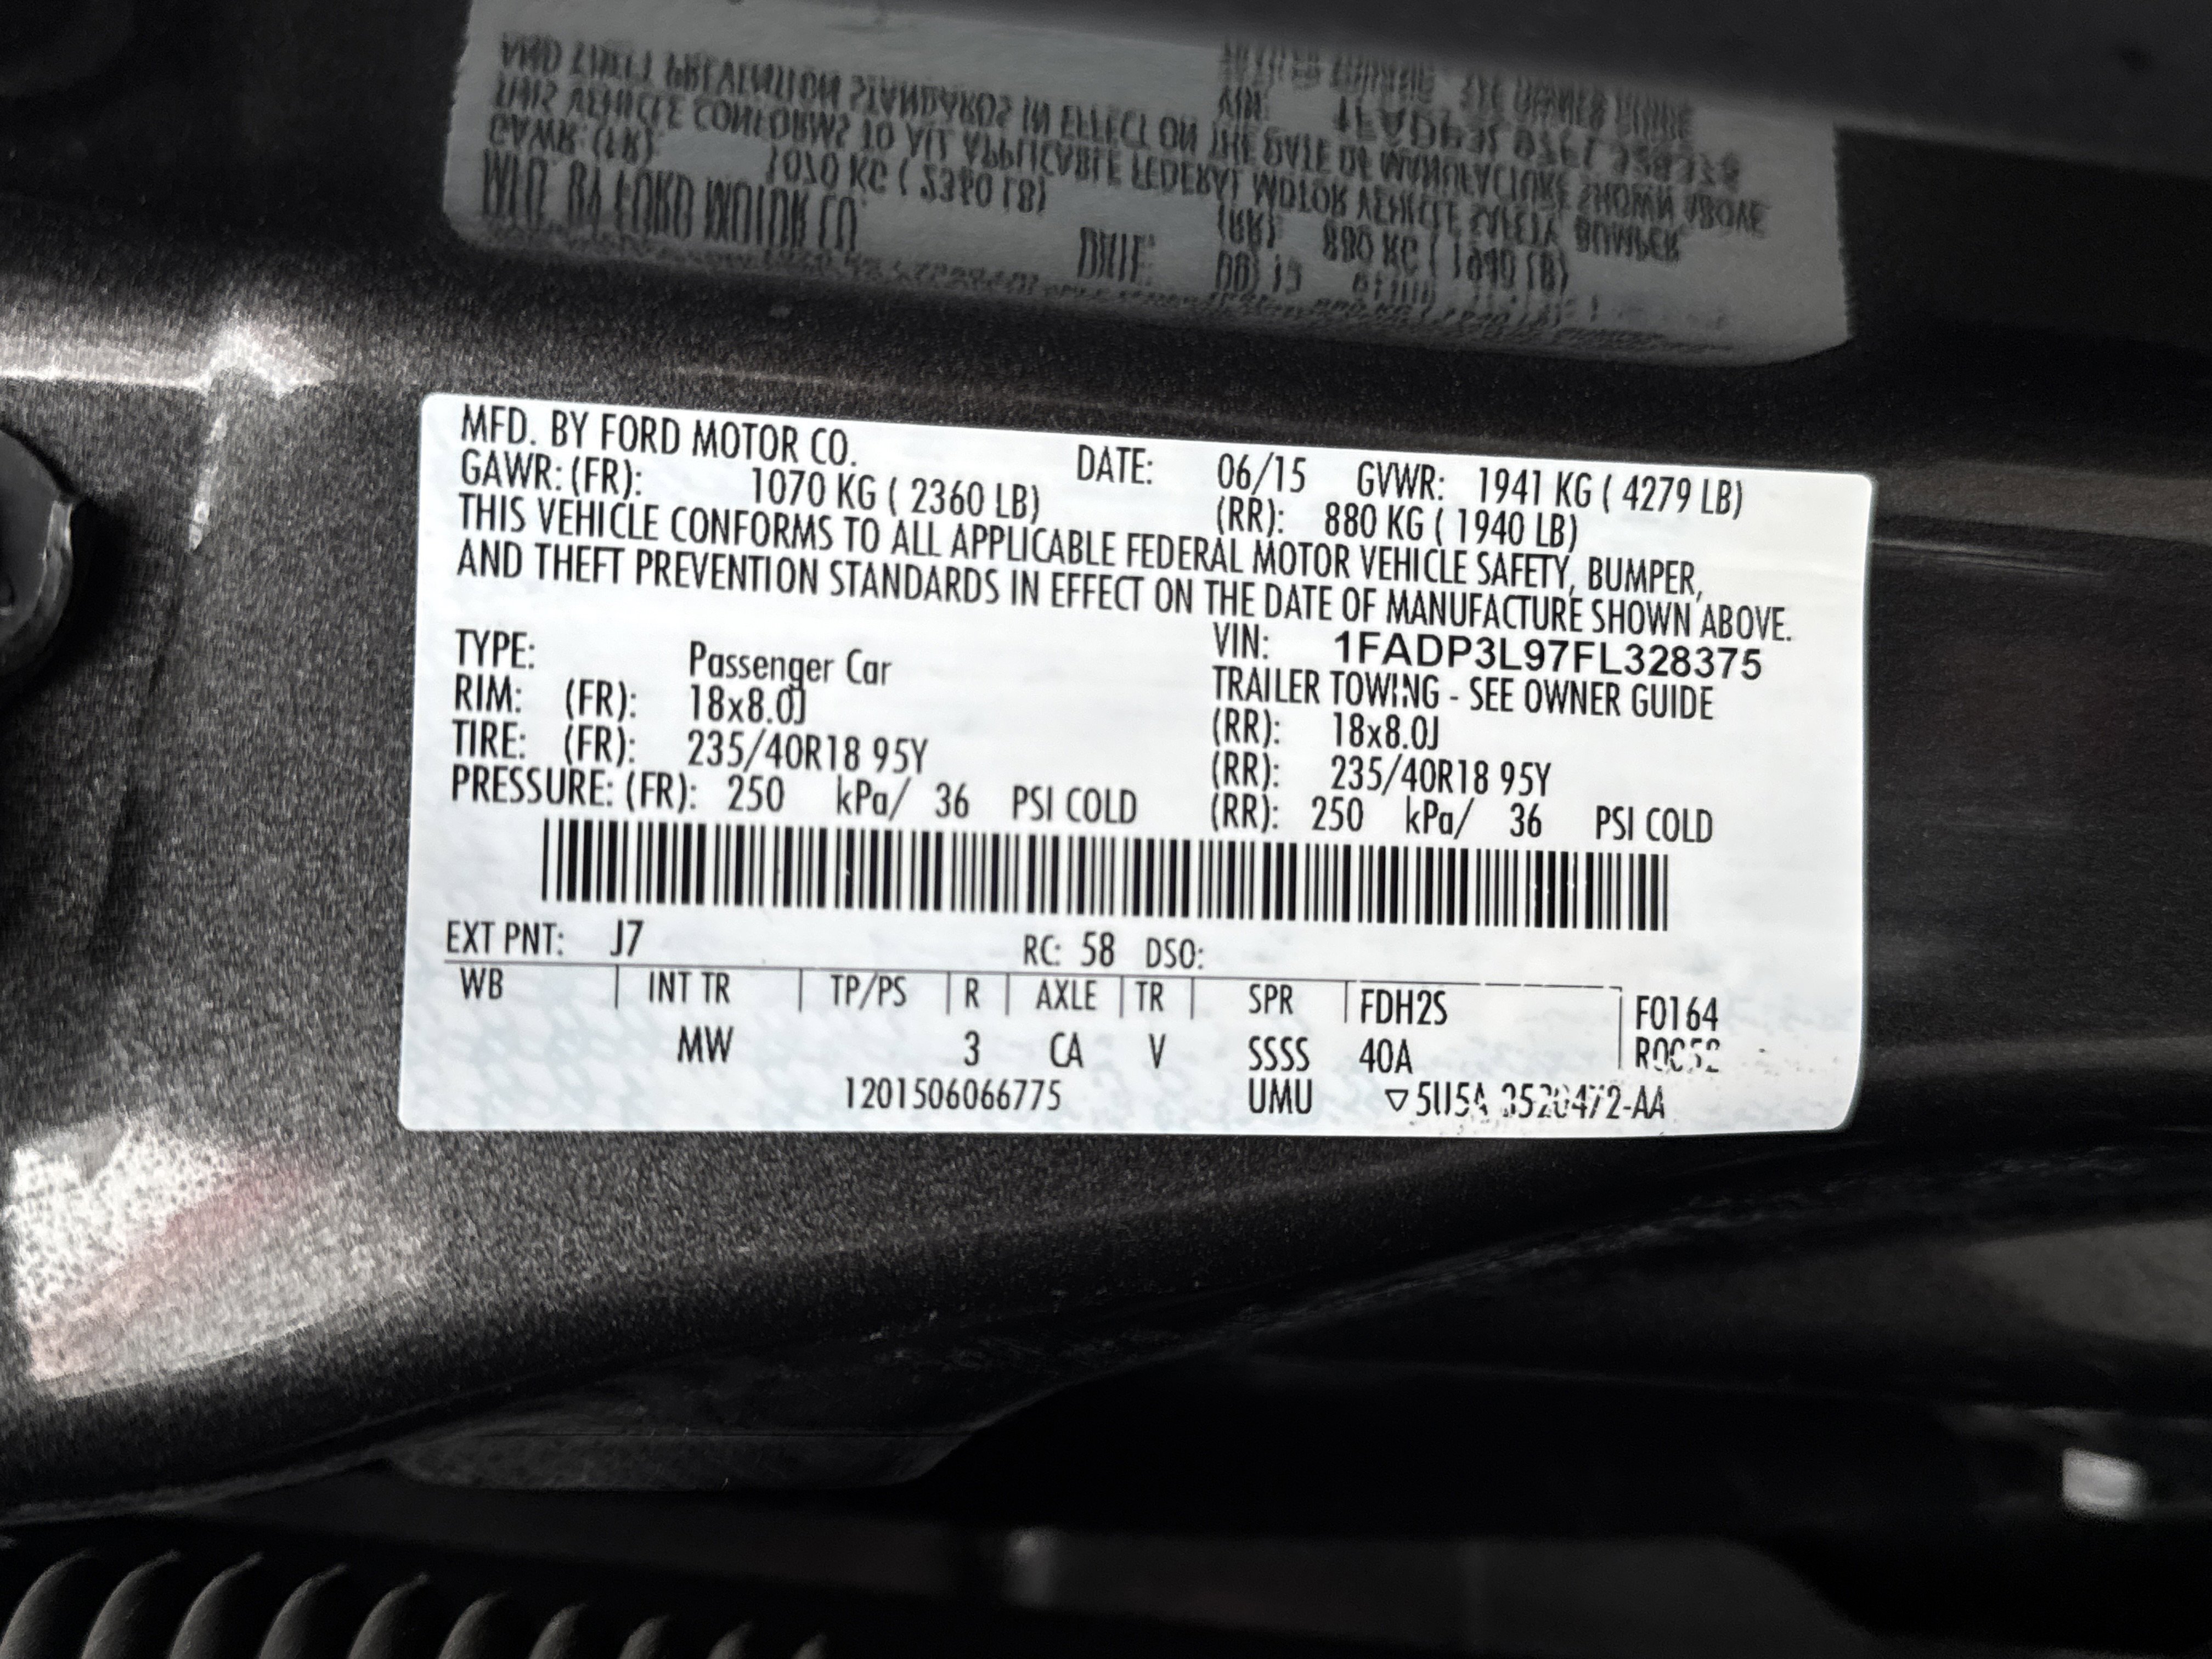 MFD. BY FORD MOTOR CO. DATE: 06/15 GVWR: 1941 KG ( 4279 LB)
GAWR: (FR): 1070 KG ( 2360 LB) (RR): 880 KG ( 1940 LB)
THIS VEHICLE CONFORMS TO ALL APPLICABLE FEDERAL MOTOR VEHICLE SAFETY, BUMPER,
AND THEFT PREVENTION STANDARDS IN EFFECT ON THE DATE OF MANUFACTURE SHOWN ABOVE.
VIN: 1FADP3L97FL328375
TYPE: Passenger Car TRAILER TOWING - SEE OWNER GUIDE
RIM: (FR): 18x8.0J (RR): 18x8.0J
TIRE: (FR): 235/40R18 95Y (RR): 235/40R18 95Y
PRESSURE: (FR): 250 kPa/ 36 PSI COLD (RR): 250 kPa/ 36 PSI COLD
EXT PNT: J7 RC: 58 DSO:
WB INT TR TP/PS R AXLE TR SPR FDH2S F0164
MW 3 CA V SSSS 40A
1201506066775 UMU